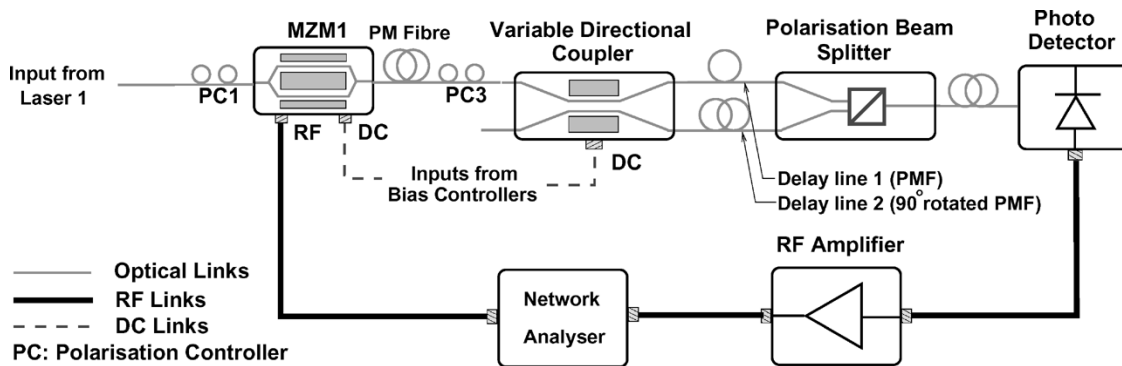 MZM1
PM Fibre
Variable Directional
Coupler
Polarisation Beam
Splitter
Photo
Detector
Input from
Laser 1
PC1
PC3
RF
DC
DC
Inputs from
Bias Controllers
Delay line 1 (PMF)
Delay line 2 (90°rotated PMF)
RF Amplifier
Network
Analyser
Optical Links
RF Links
DC Links
PC: Polarisation Controller